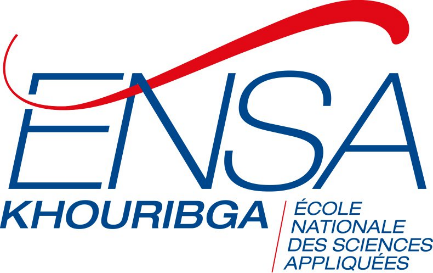 ENSA
KHOURIBGA
ÉCOLE
NATIONALE
DES SCIENCES
APPLIQUÉES